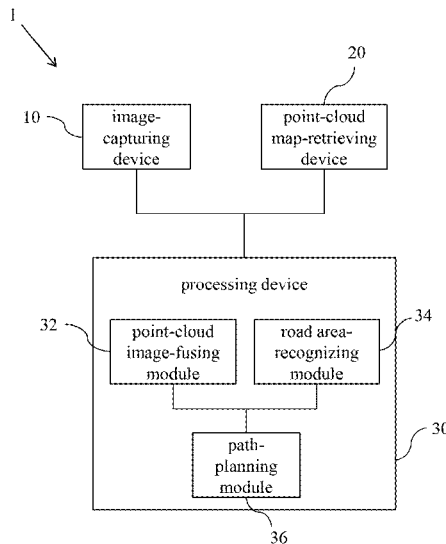 1
20
10
image-
capturing
device
point-cloud
map-retrieving
device
processing device
32
point-cloud
image-fusing
module
road area-
recognizing
module
34
path-
planning
module
30
36